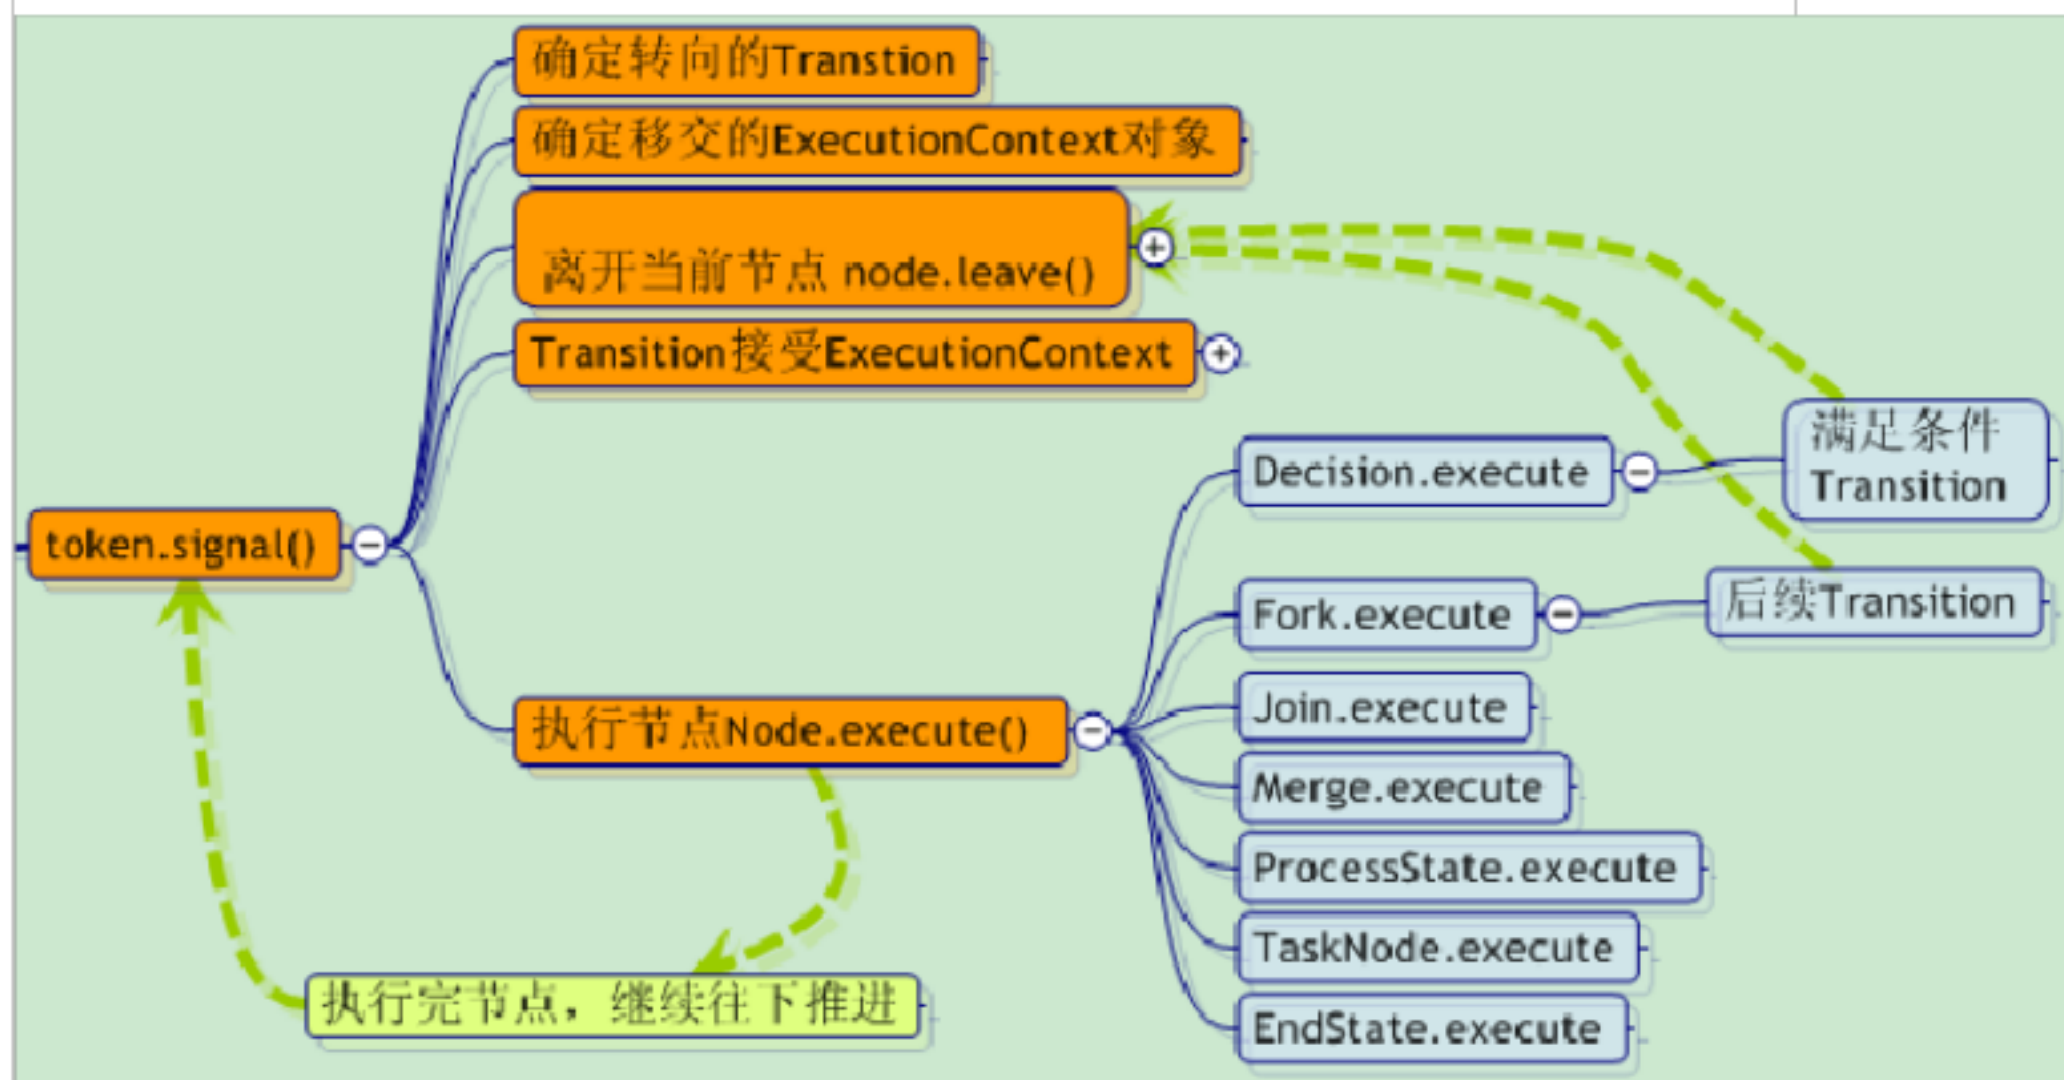 确定转向的Transtion
确定移交的ExecutionContext对象
离开当前节点 node.leave()
Transition接受ExecutionContext
满足条件
Transition
Decision.execute
token.signal()
后续Transition
Fork.execute
Join.execute
执行节点Node.execute()
Merge.execute
ProcessState.execute
TaskNode.execute
执行完节点，继续往下推进
EndState.execute